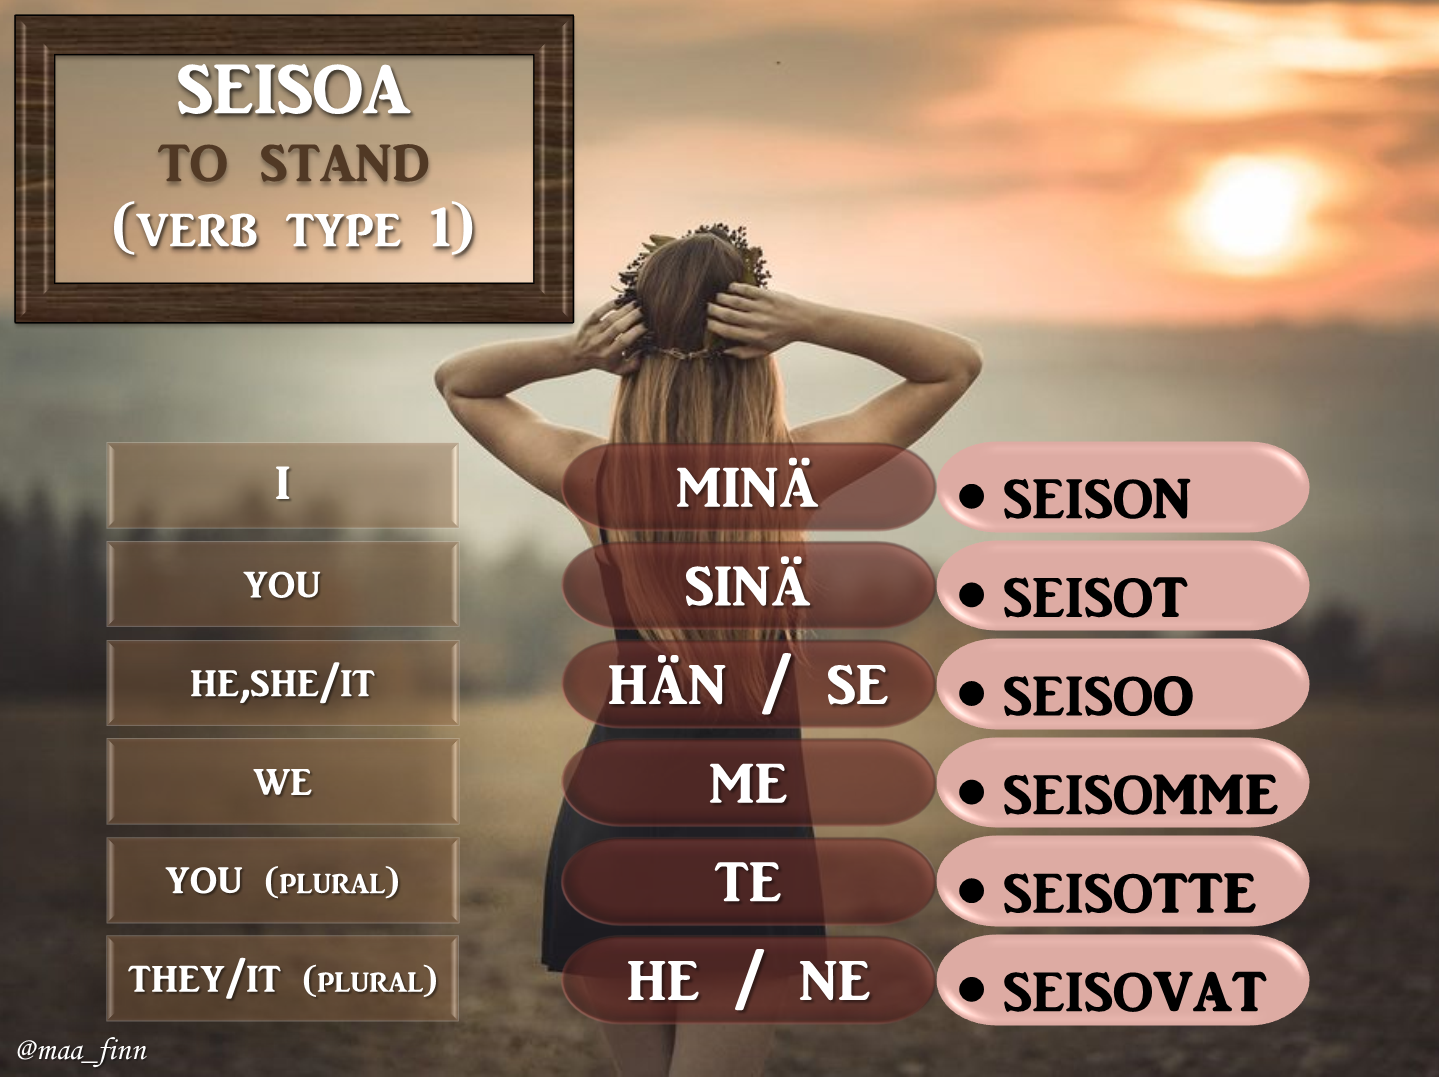 SEISOA
TO STAND
(VERB TYPE 1)
I MINÄ • SEISON
YOU SINÄ • SEISOT
HE,SHE/IT HÄN / SE • SEISOO
WE ME • SEISOMME
YOU (PLURAL) TE • SEISOTTE
THEY/IT (PLURAL) HE / NE • SEISOVAT
@maa_finn